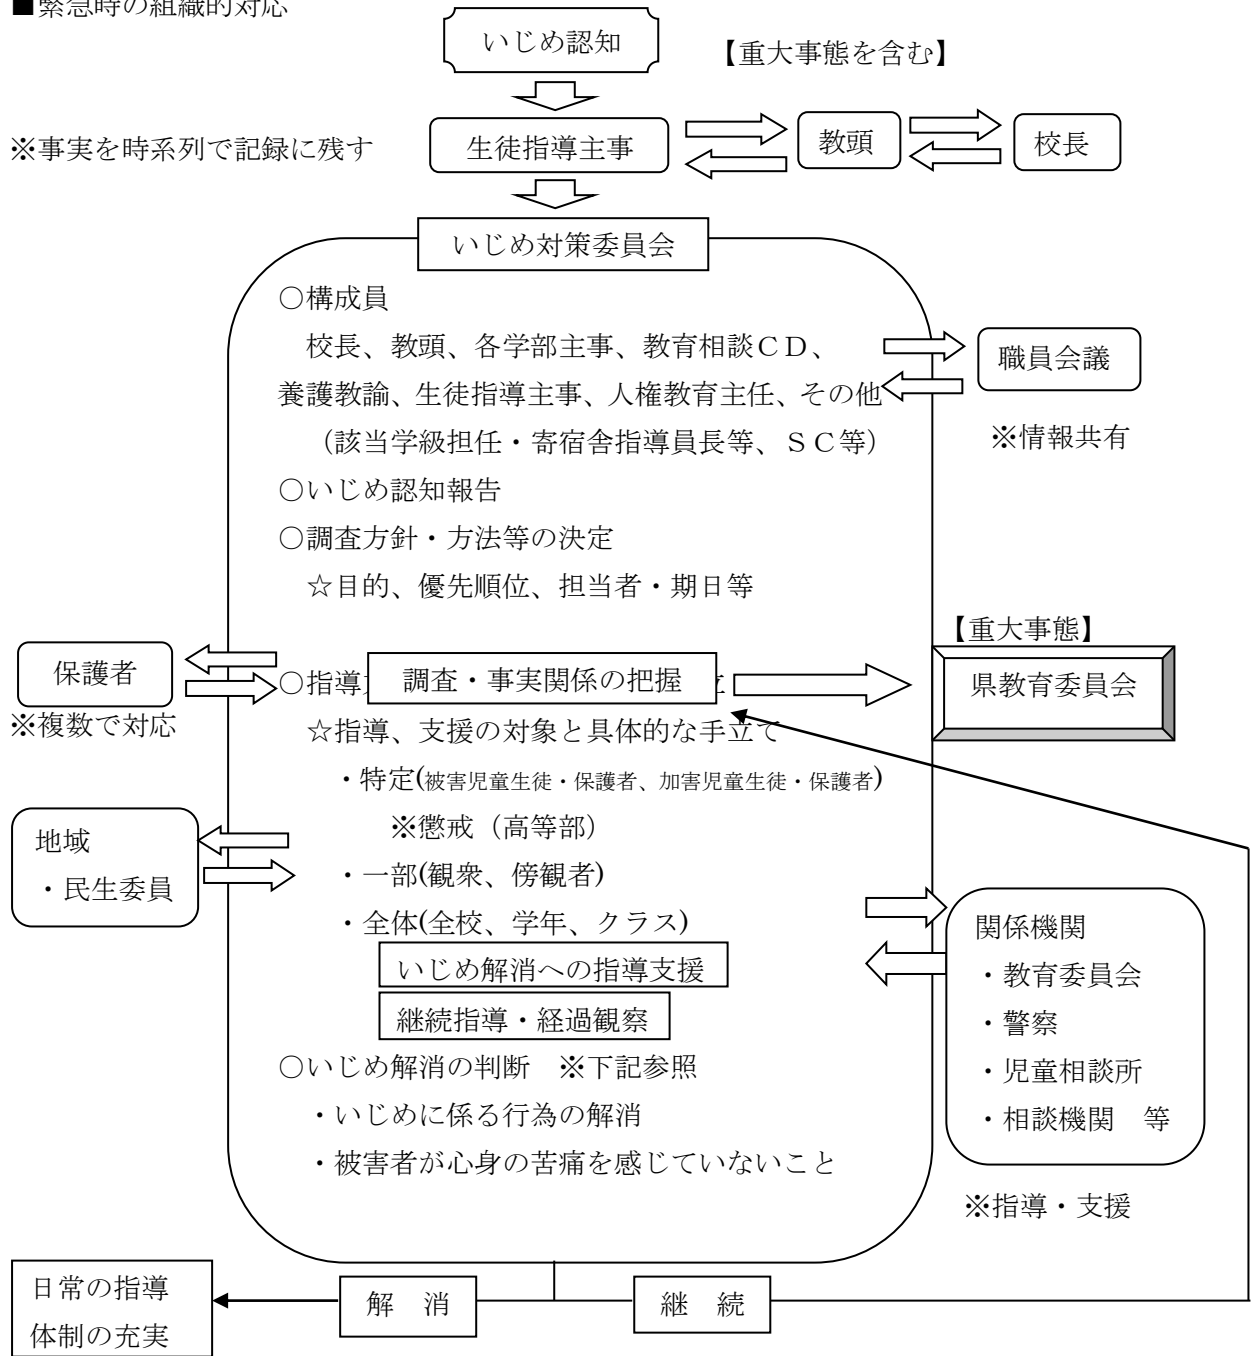 ■緊急時の組織的対応
いじめ認知
【重大事態を含む】
※事実を時系列で記録に残す
生徒指導主事
教頭
校長
いじめ対策委員会
○構成員
校長、教頭、各学部主事、教育相談ＣＤ、
養護教諭、生徒指導主事、人権教育主任、その他
（該当学級担任・寄宿舎指導員長等、ＳＣ等）
職員会議
※情報共有
○いじめ認知報告
○調査方針・方法等の決定
☆目的、優先順位、担当者・期日等
【重大事態】
保護者
※複数で対応
○指導
調査・事実関係の把握
県教育委員会
☆指導、支援の対象と具体的な手立て
・特定(被害児童生徒・保護者、加害児童生徒・保護者)
※懲戒（高等部）
地域
・民生委員
・一部(観衆、傍観者)
・全体(全校、学年、クラス)
いじめ解消への指導支援
継続指導・経過観察
関係機関
・教育委員会
・警察
・児童相談所
・相談機関　等
※指導・支援
○いじめ解消の判断　※下記参照
・いじめに係る行為の解消
・被害者が心身の苦痛を感じていないこと
日常の指導
体制の充実
解　消
継　続